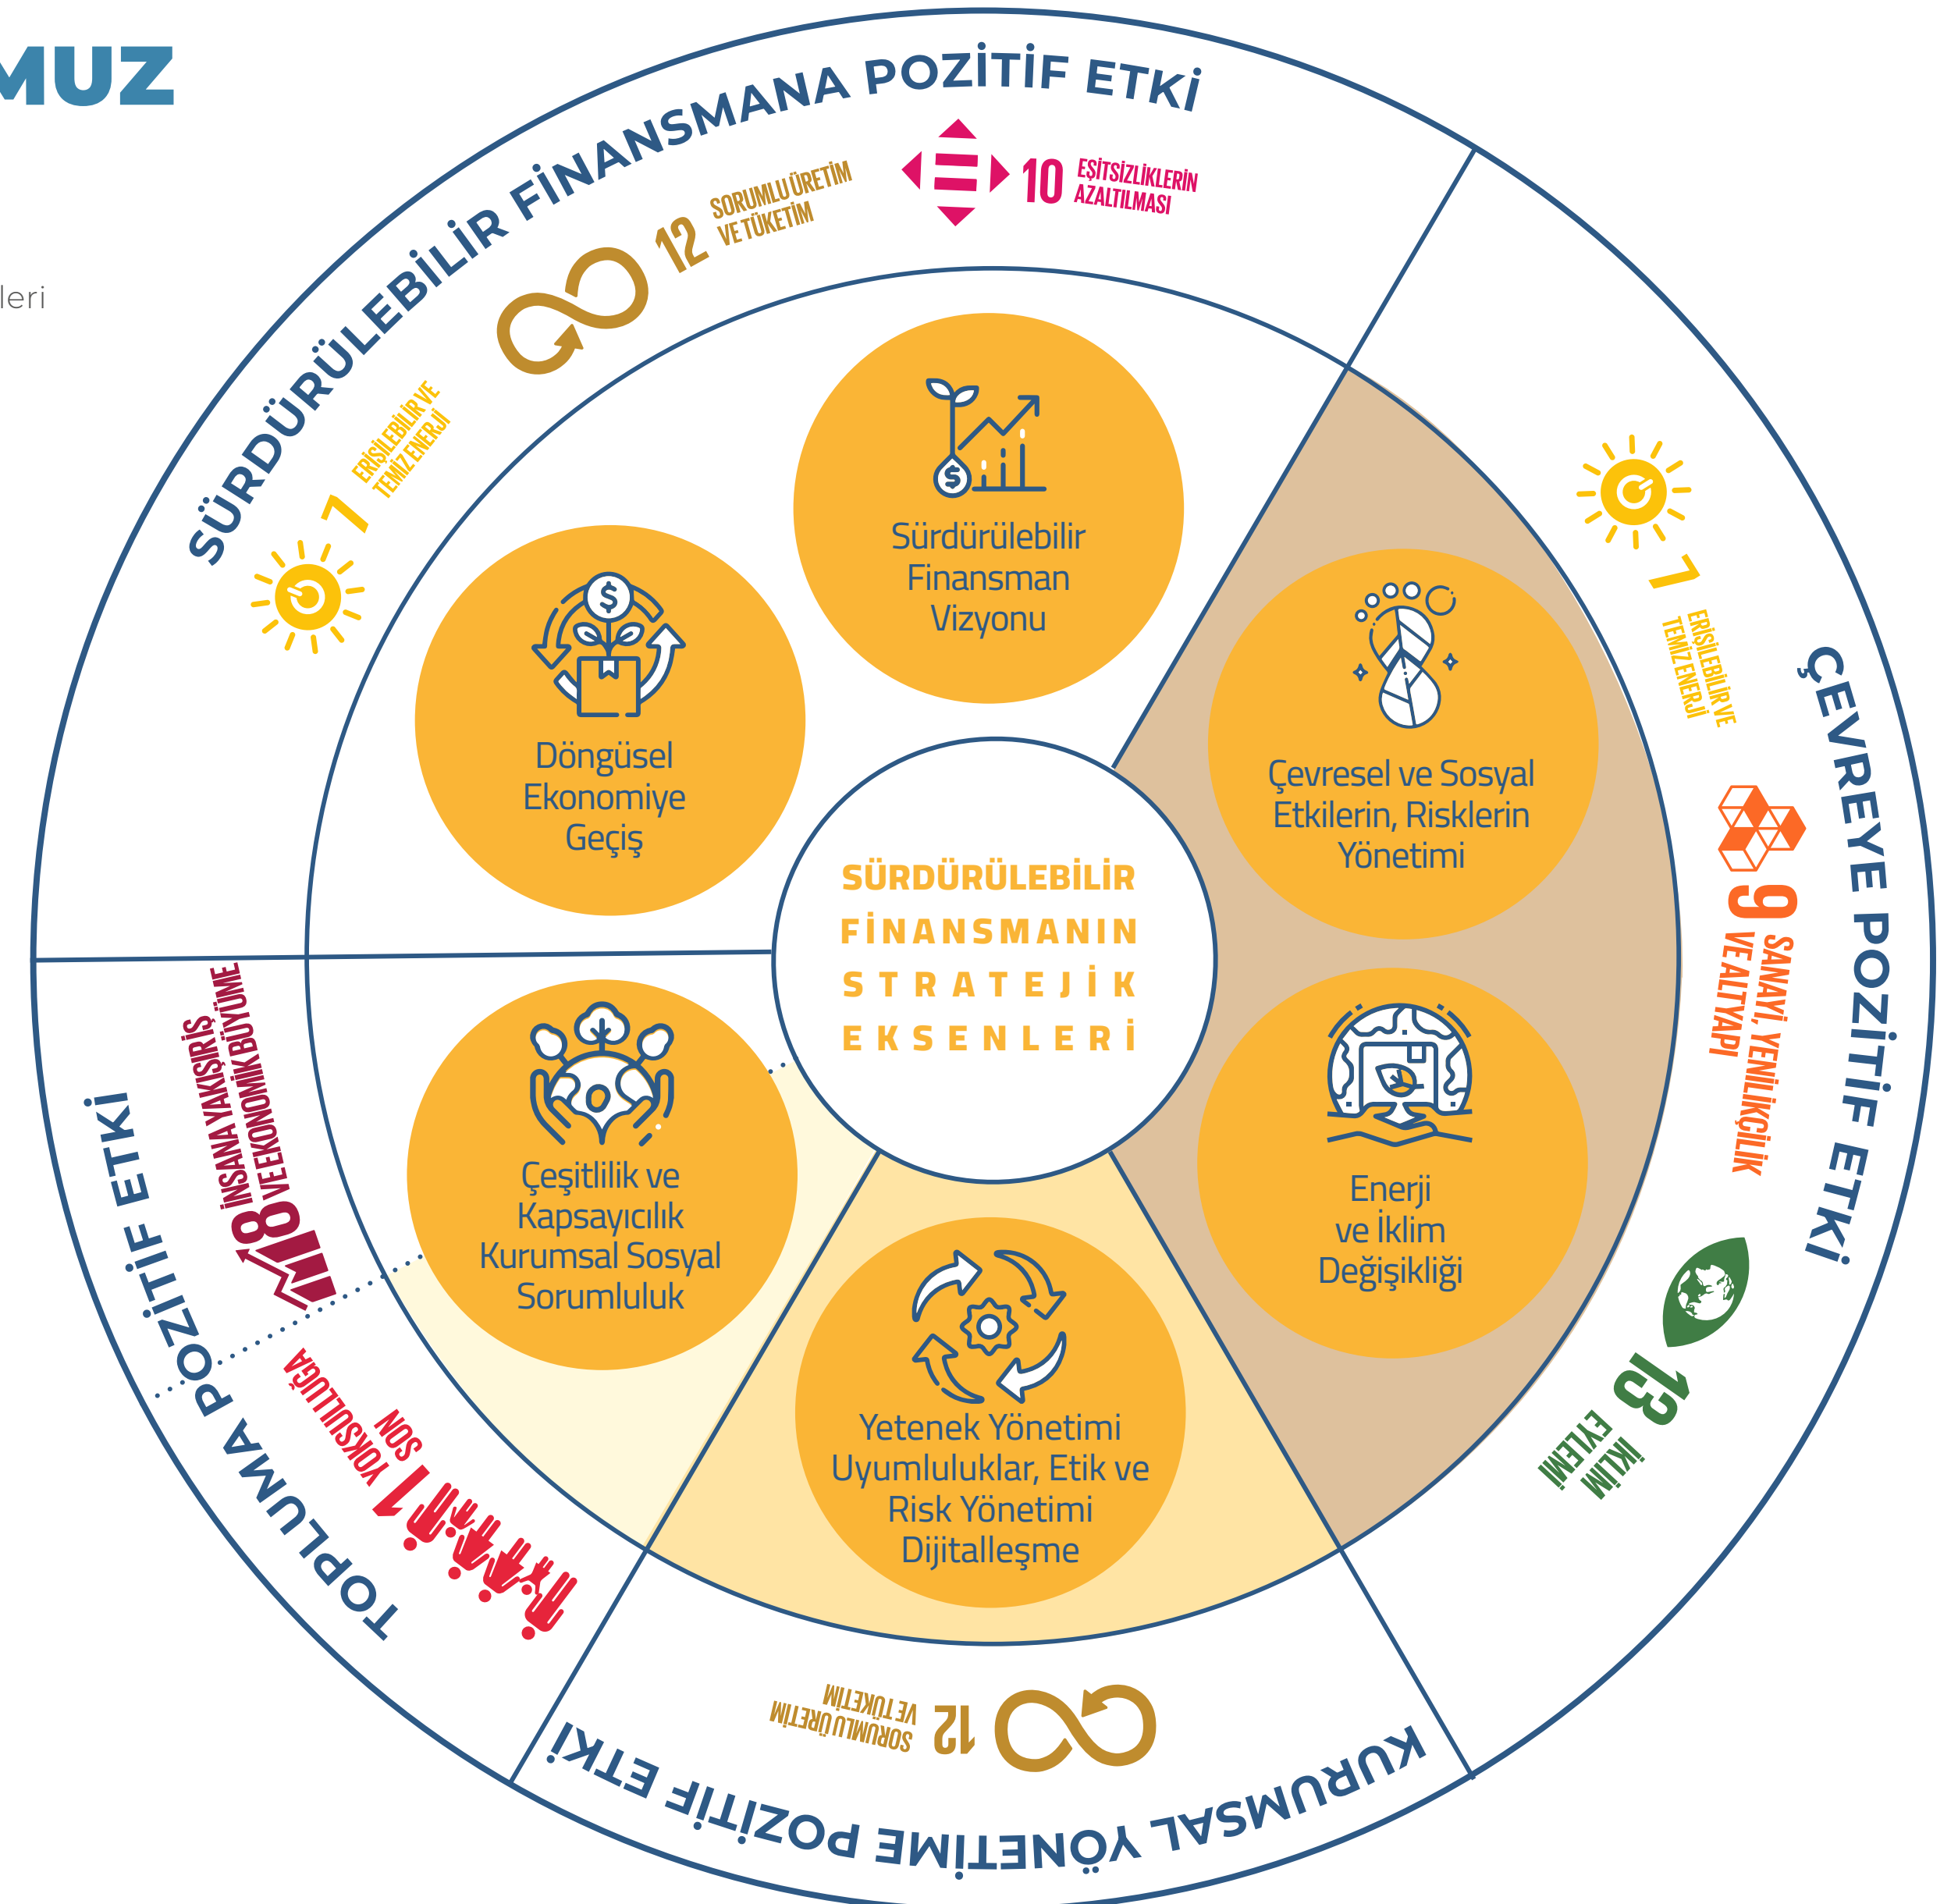 MUZ
leri
SÜRDÜRÜLEBİLİR FİNANSMANA POZİTİF ETKİ
7
ERİŞİLEBİLİR VE
TEMİZ ENERJİ
12
SORUMLU ÜRETİM
VE TÜKETİM
10
EŞİTSİZLİKLERİN
AZALTILMASI
Sürdürülebilir
Finansman
Vizyonu
Döngüsel
Ekonomiye
Geçiş
ÇEVREYE POZİTİF ETKİ
7
ERİŞİLEBİLİR VE
TEMİZ ENERJİ
9
SANAYİ, YENİLİKÇİLİK
VE ALTYAPI
13
İKLİM
EYLEMİ
Çevresel ve Sosyal
Etkilerin, Risklerin
Yönetimi
Enerji
ve İklim
Değişikliği
SÜRDÜRÜLEBİLİR
FİNANSMANIN
STRATEJİK
EKSENLERİ
KURUMSAL YÖNETİME POZİTİF ETKİ
12
SORUMLU ÜRETİM
VE TÜKETİM
Yetenek Yönetimi
Uyumluluklar, Etik ve
Risk Yönetimi
Dijitalleşme
TOPLUMA POZİTİF ETKİ
1
YOKSULLUĞA
SON
8
İNSANA YAKIŞIR İŞ
VE EKONOMİK BÜYÜME
Çeşitlilik ve
Kapsayıcılık
Kurumsal Sosyal
Sorumluluk